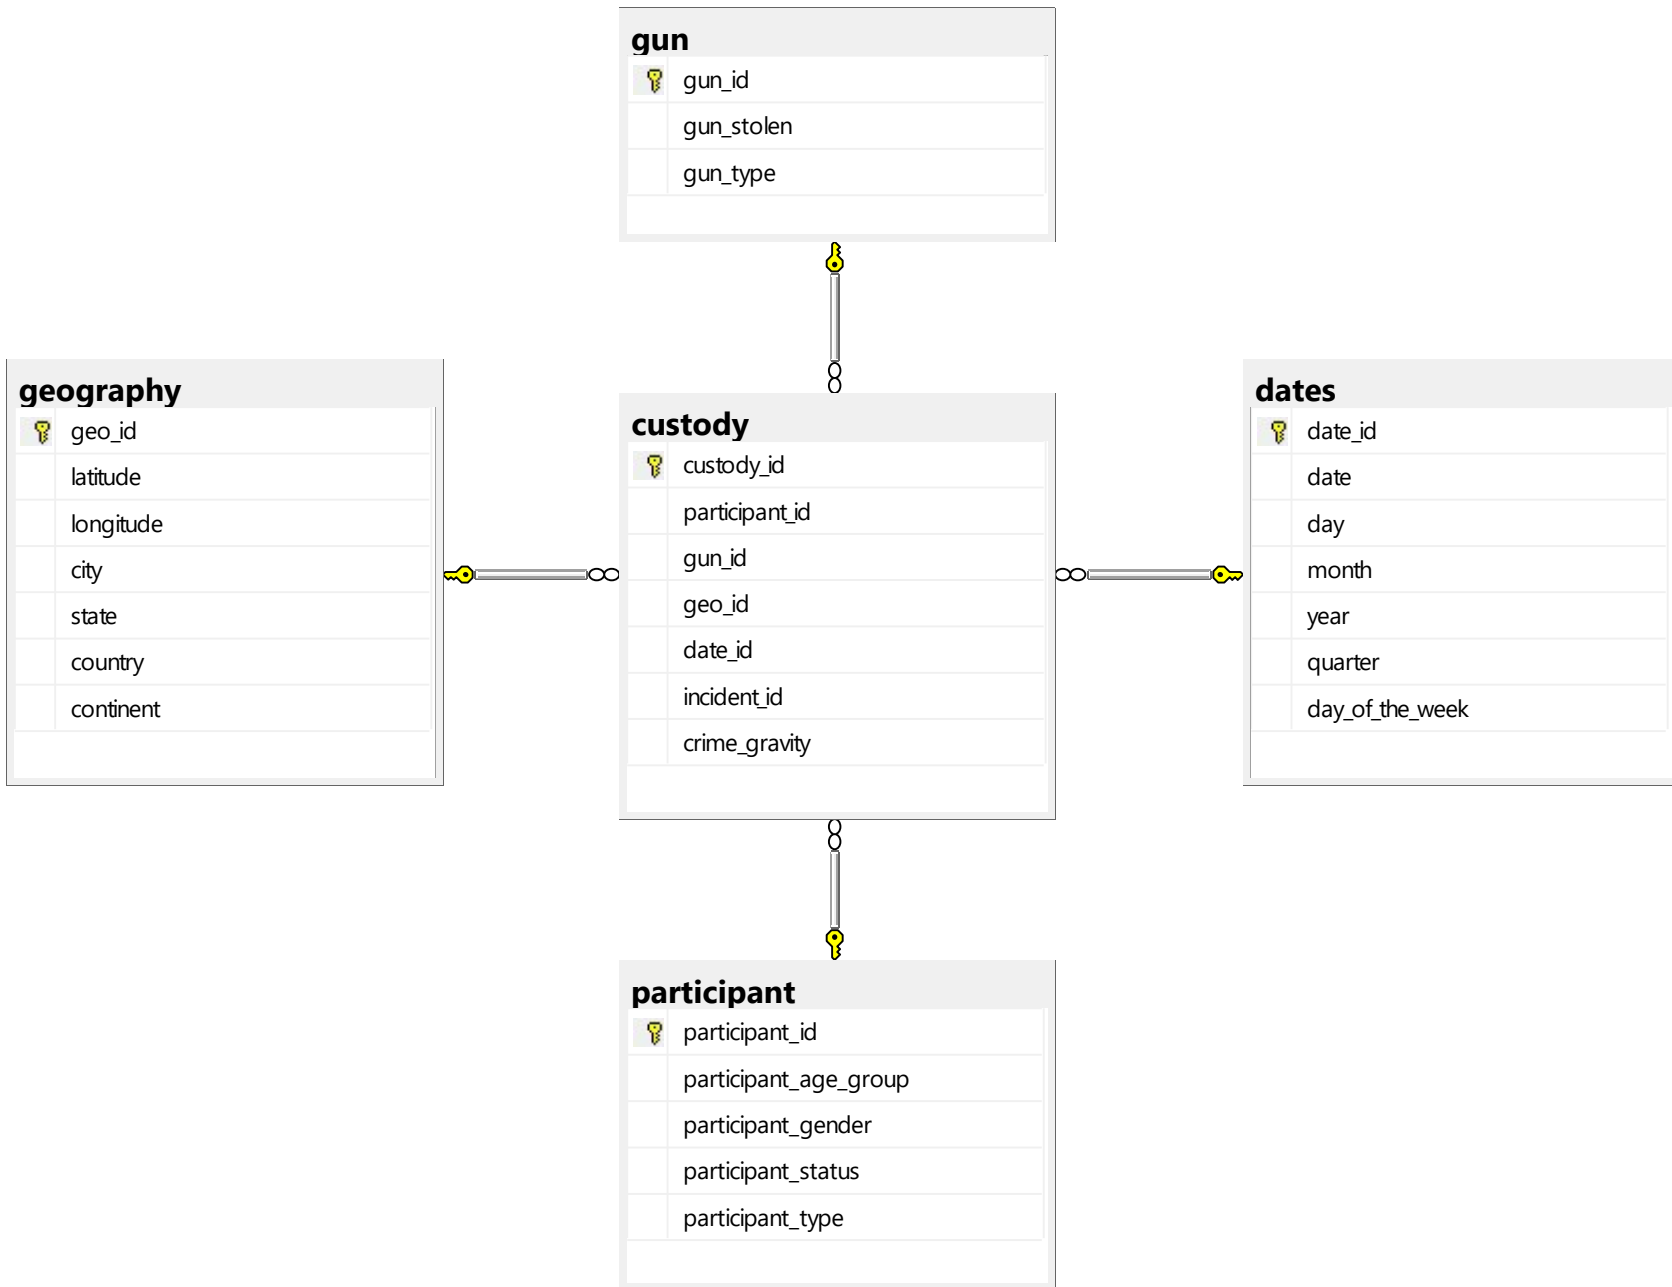 gun
gun_id
gun_stolen
gun_type
geography
geo_id
latitude
longitude
city
state
country
continent
custody
custody_id
participant_id
gun_id
geo_id
date_id
incident_id
crime_gravity
dates
date_id
date
day
month
year
quarter
day_of_the_week
participant
participant_id
participant_age_group
participant_gender
participant_status
participant_type